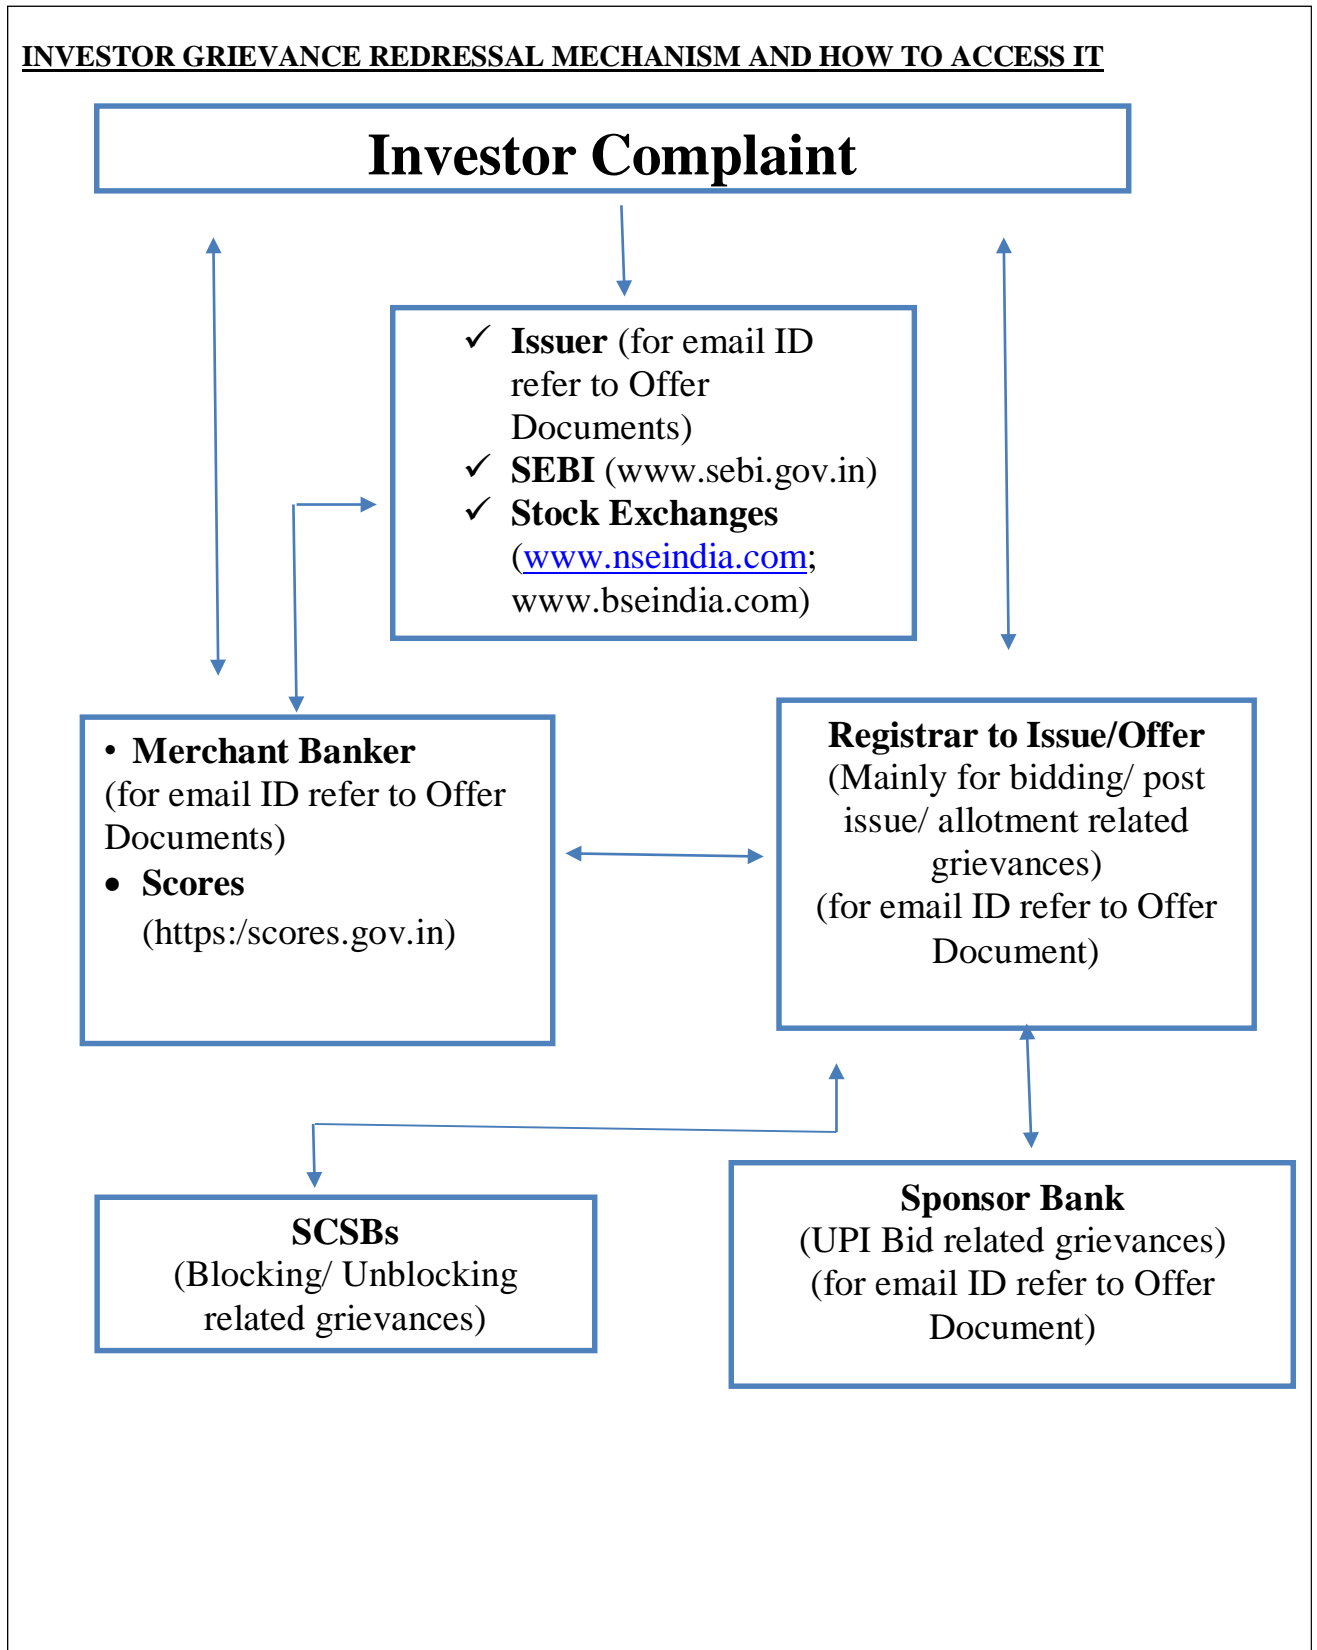 INVESTOR GRIEVANCE REDRESSAL MECHANISM AND HOW TO ACCESS IT
Investor Complaint
✓ Issuer (for email ID
refer to Offer
Documents)
✓ SEBI (www.sebi.gov.in)
✓ Stock Exchanges
(www.nseindia.com;
www.bseindia.com)
• Merchant Banker
(for email ID refer to Offer
Documents)
• Scores
(https:/scores.gov.in)
Registrar to Issue/Offer
(Mainly for bidding/ post
issue/ allotment related
grievances)
(for email ID refer to Offer
Document)
SCSBs
(Blocking/ Unblocking
related grievances)
Sponsor Bank
(UPI Bid related grievances)
(for email ID refer to Offer
Document)